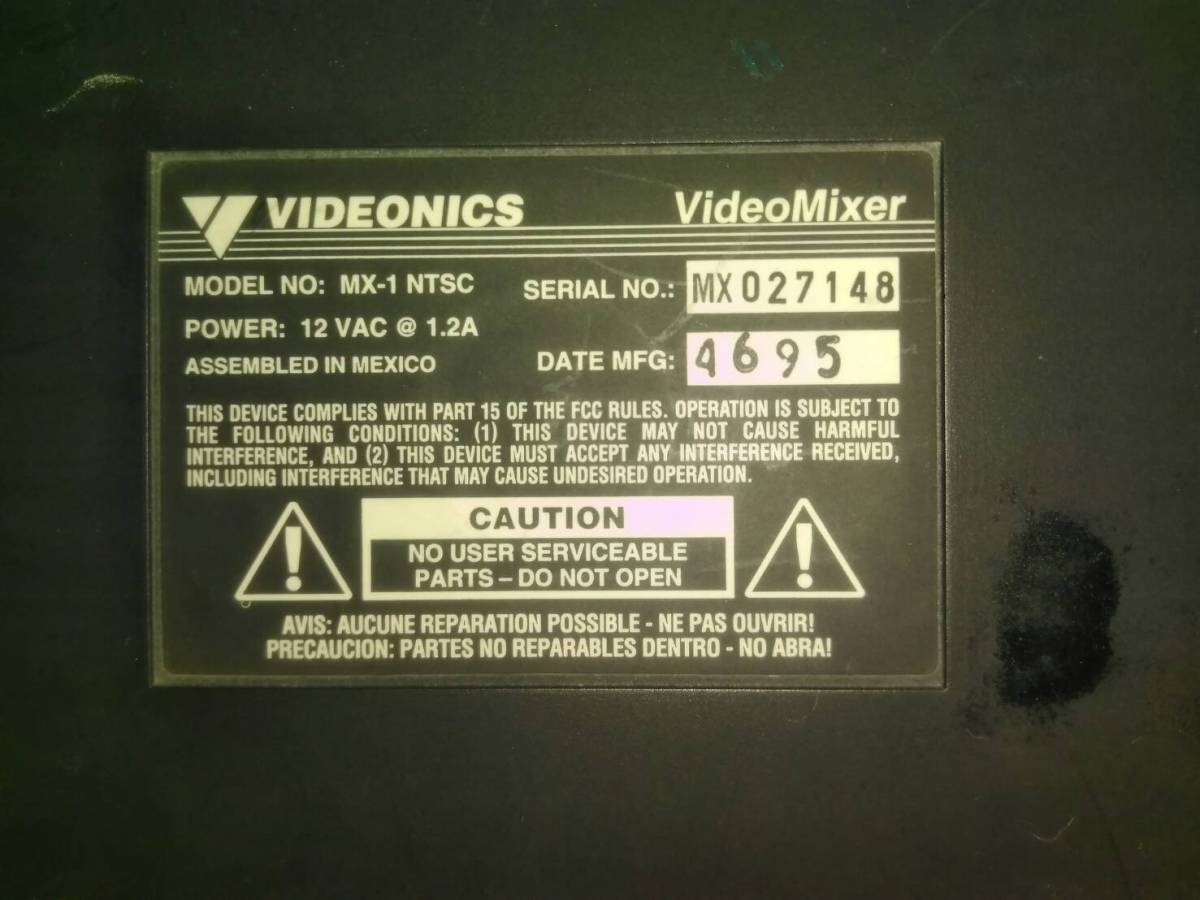 VIDEONICS VideoMixer
MODEL NO: MX-1 NTSC SERIAL NO.: MX027148
POWER: 12 VAC @ 1.2A
ASSEMBLED IN MEXICO DATE MFG: 4695
THIS DEVICE COMPLIES WITH PART 15 OF THE FCC RULES. OPERATION IS SUBJECT TO
THE FOLLOWING CONDITIONS: (1) THIS DEVICE MAY NOT CAUSE HARMFUL
INTERFERENCE, AND (2) THIS DEVICE MUST ACCEPT ANY INTERFERENCE RECEIVED,
INCLUDING INTERFERENCE THAT MAY CAUSE UNDESIRED OPERATION.
CAUTION
NO USER SERVICEABLE
PARTS – DO NOT OPEN
AVIS: AUCUNE REPARATION POSSIBLE - NE PAS OUVRIR!
PRECAUCION: PARTES NO REPARABLES DENTRO - NO ABRA!